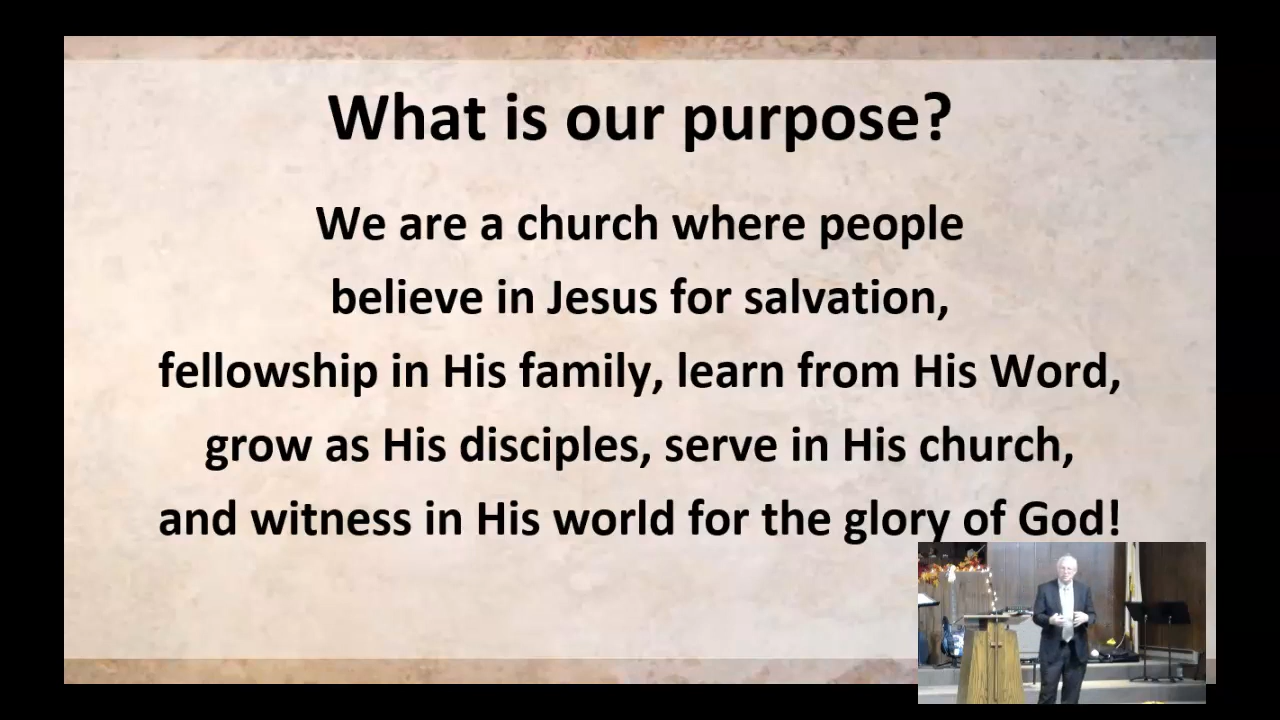 What is our purpose?
We are a church where people
believe in Jesus for salvation,
fellowship in His family, learn from His Word,
grow as His disciples, serve in His church,
and witness in His world for the glory of God!